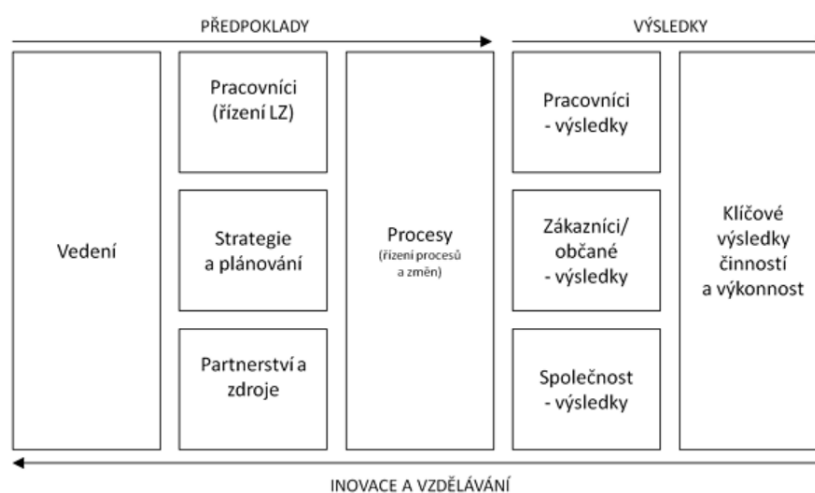 PŘEDPOKLADY
VÝSLEDKY
Vedení
Pracovníci
(řízení LZ)
Strategie
a plánování
Partnerství a
zdroje
Procesy
(řízení procesů
a změn)
Pracovníci
- výsledky
Zákazníci/
občané
- výsledky
Společnost
- výsledky
Klíčové
výsledky
činností
a výkonnost
INOVACE A VZDĚLÁVÁNÍ